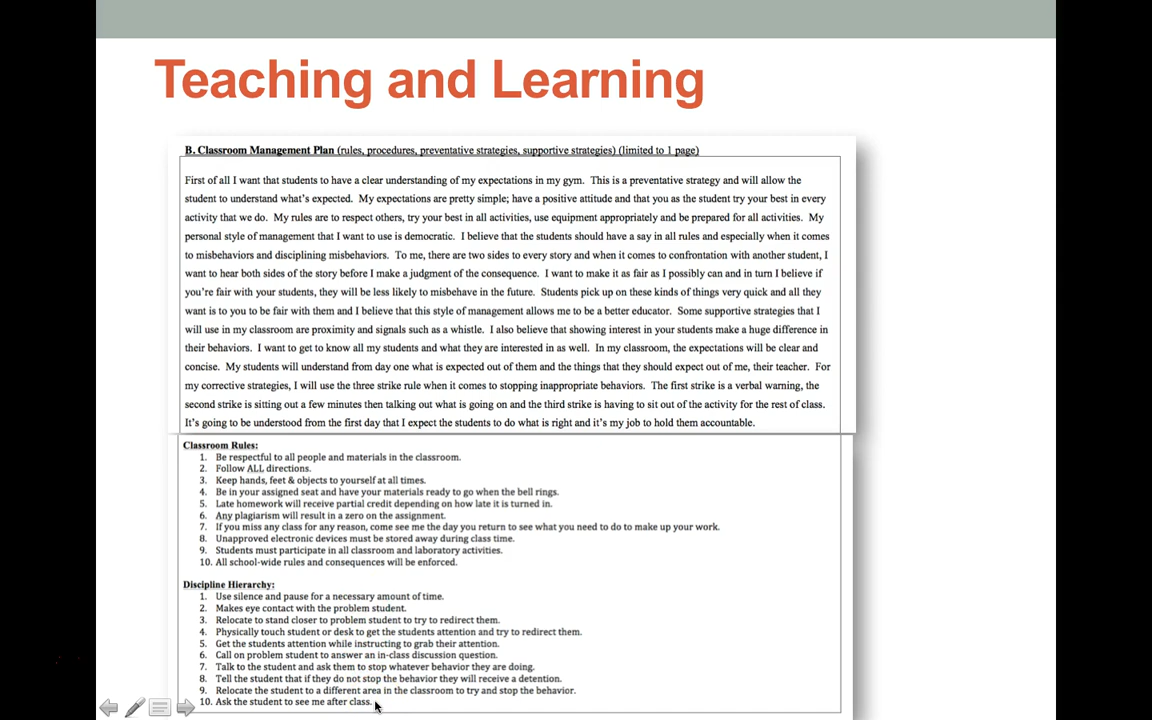 Teaching and Learning
B. Classroom Management Plan (rules, procedures, preventative strategies, supportive strategies) (limited to 1 page)
First of all I want that students to have a clear understanding of my expectations in my gym. This is a preventative strategy and will allow the
student to understand what's expected. My expectations are pretty simple; have a positive attitude and that you as the student try your best in every
activity that we do. My rules are to respect others, try your best in all activities, use equipment appropriately and be prepared for all activities. My
personal style of management that I want to use is democratic. I believe that the students should have a say in all rules and especially when it comes
to misbehaviors and disciplining misbehaviors. To me, there are two sides to every story and when it comes to confrontation with another student, I
want to hear both sides of the story before I make a judgment of the consequence. I want to make it as fair as I possibly can and in turn I believe if
you're fair with your students, they will be less likely to misbehave in the future. Students pick up on these kinds of things very quick and all they
want is to you to be fair with them and I believe that this style of management allows me to be a better educator. Some supportive strategies that I
will use in my classroom are proximity and signals such as a whistle. I also believe that showing interest in your students make a huge difference in
their behaviors. I want to get to know all my students and what they are interested in as well. In my classroom, the expectations will be clear and
concise. My students will understand from day one what is expected out of them and the things that they should expect out of me, their teacher. For
my corrective strategies, I will use the three strike rule when it comes to stopping inappropriate behaviors. The first strike is a verbal warning, the
second strike is sitting out a few minutes then talking out what is going on and the third strike is having to sit out of the activity for the rest of class.
It's going to be understood from the first day that I expect the students to do what is right and it's my job to hold them accountable.
Classroom Rules:
1. Be respectful to all people and materials in the classroom.
2. Follow ALL directions.
3. Keep hands, feet & objects to yourself at all times.
4. Be in your assigned seat and have your materials ready to go when the bell rings.
5. Late homework will receive partial credit depending on how late it is turned in.
6. Any plagiarism will result in a zero on the assignment.
7. If you miss any class for any reason, come see me the day you return to see what you need to do to make up your work.
8. Unapproved electronic devices must be stored away during class time.
9. Students must participate in all classroom and laboratory activities.
10. All school-wide rules and consequences will be enforced.
Discipline Hierarchy:
1. Use silence and pause for a necessary amount of time.
2. Makes eye contact with the problem student.
3. Relocate to stand closer to problem student to try to redirect them.
4. Physically touch student or desk to get the students attention and try to redirect them.
5. Get the students attention while instructing to grab their attention.
6. Call on problem student to answer an in-class discussion question.
7. Talk to the student and ask them to stop whatever behavior they are doing.
8. Tell the student that if they do not stop the behavior they will receive a detention.
9. Relocate the student to a different area in the classroom to try and stop the behavior.
10. Ask the student to see me after class.